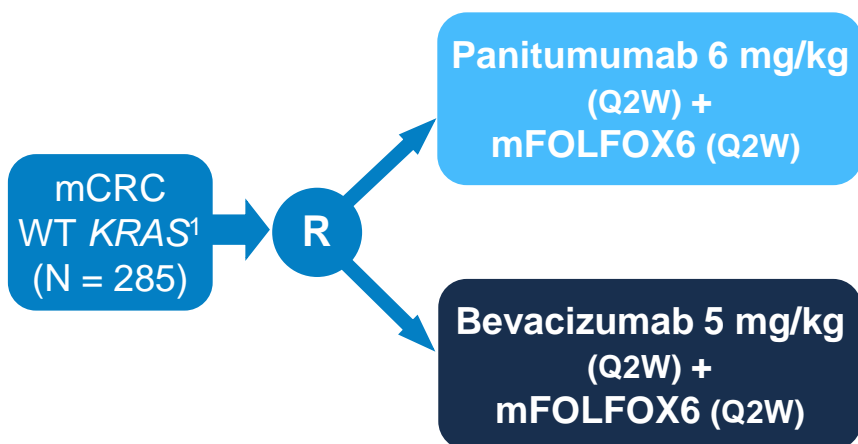 mCRC
WT KRAS¹
(N = 285)
R
Panitumumab 6 mg/kg
(Q2W) +
mFOLFOX6 (Q2W)
Bevacizumab 5 mg/kg
(Q2W) +
mFOLFOX6 (Q2W)